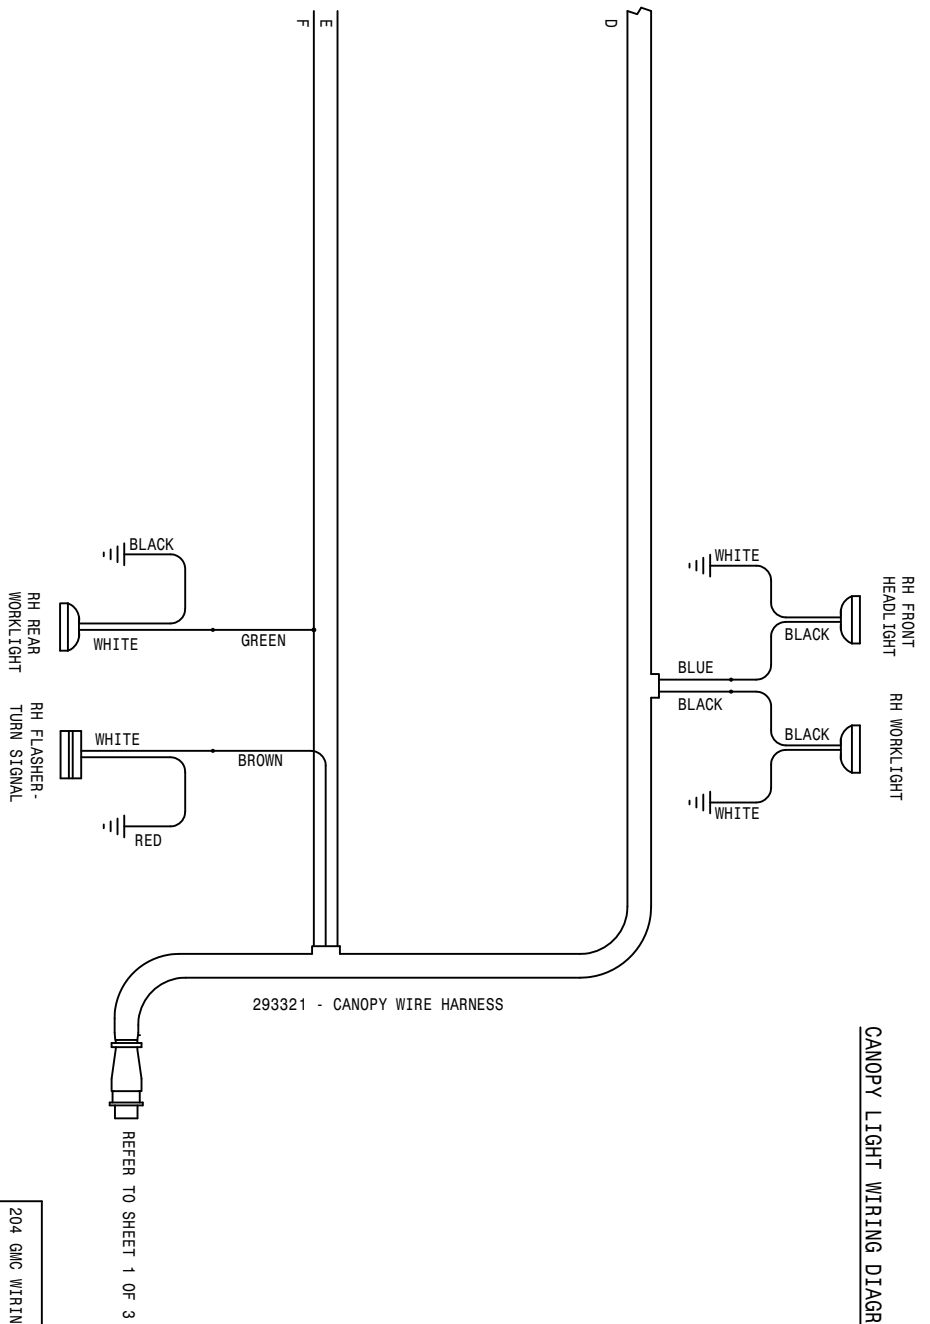 F
E
D
BLACK
WHITE
GREEN
RH REAR
WORKLIGHT
WHITE
BROWN
RED
RH FLASHER-
TURN SIGNAL
WHITE
BLACK
RH FRONT
HEADLIGHT
BLUE
BLACK
BLACK
WHITE
RH WORKLIGHT
293321 - CANOPY WIRE HARNESS
REFER TO SHEET 1 OF 3
CANOPY LIGHT WIRING DIAGR
204 GMC WIRIN